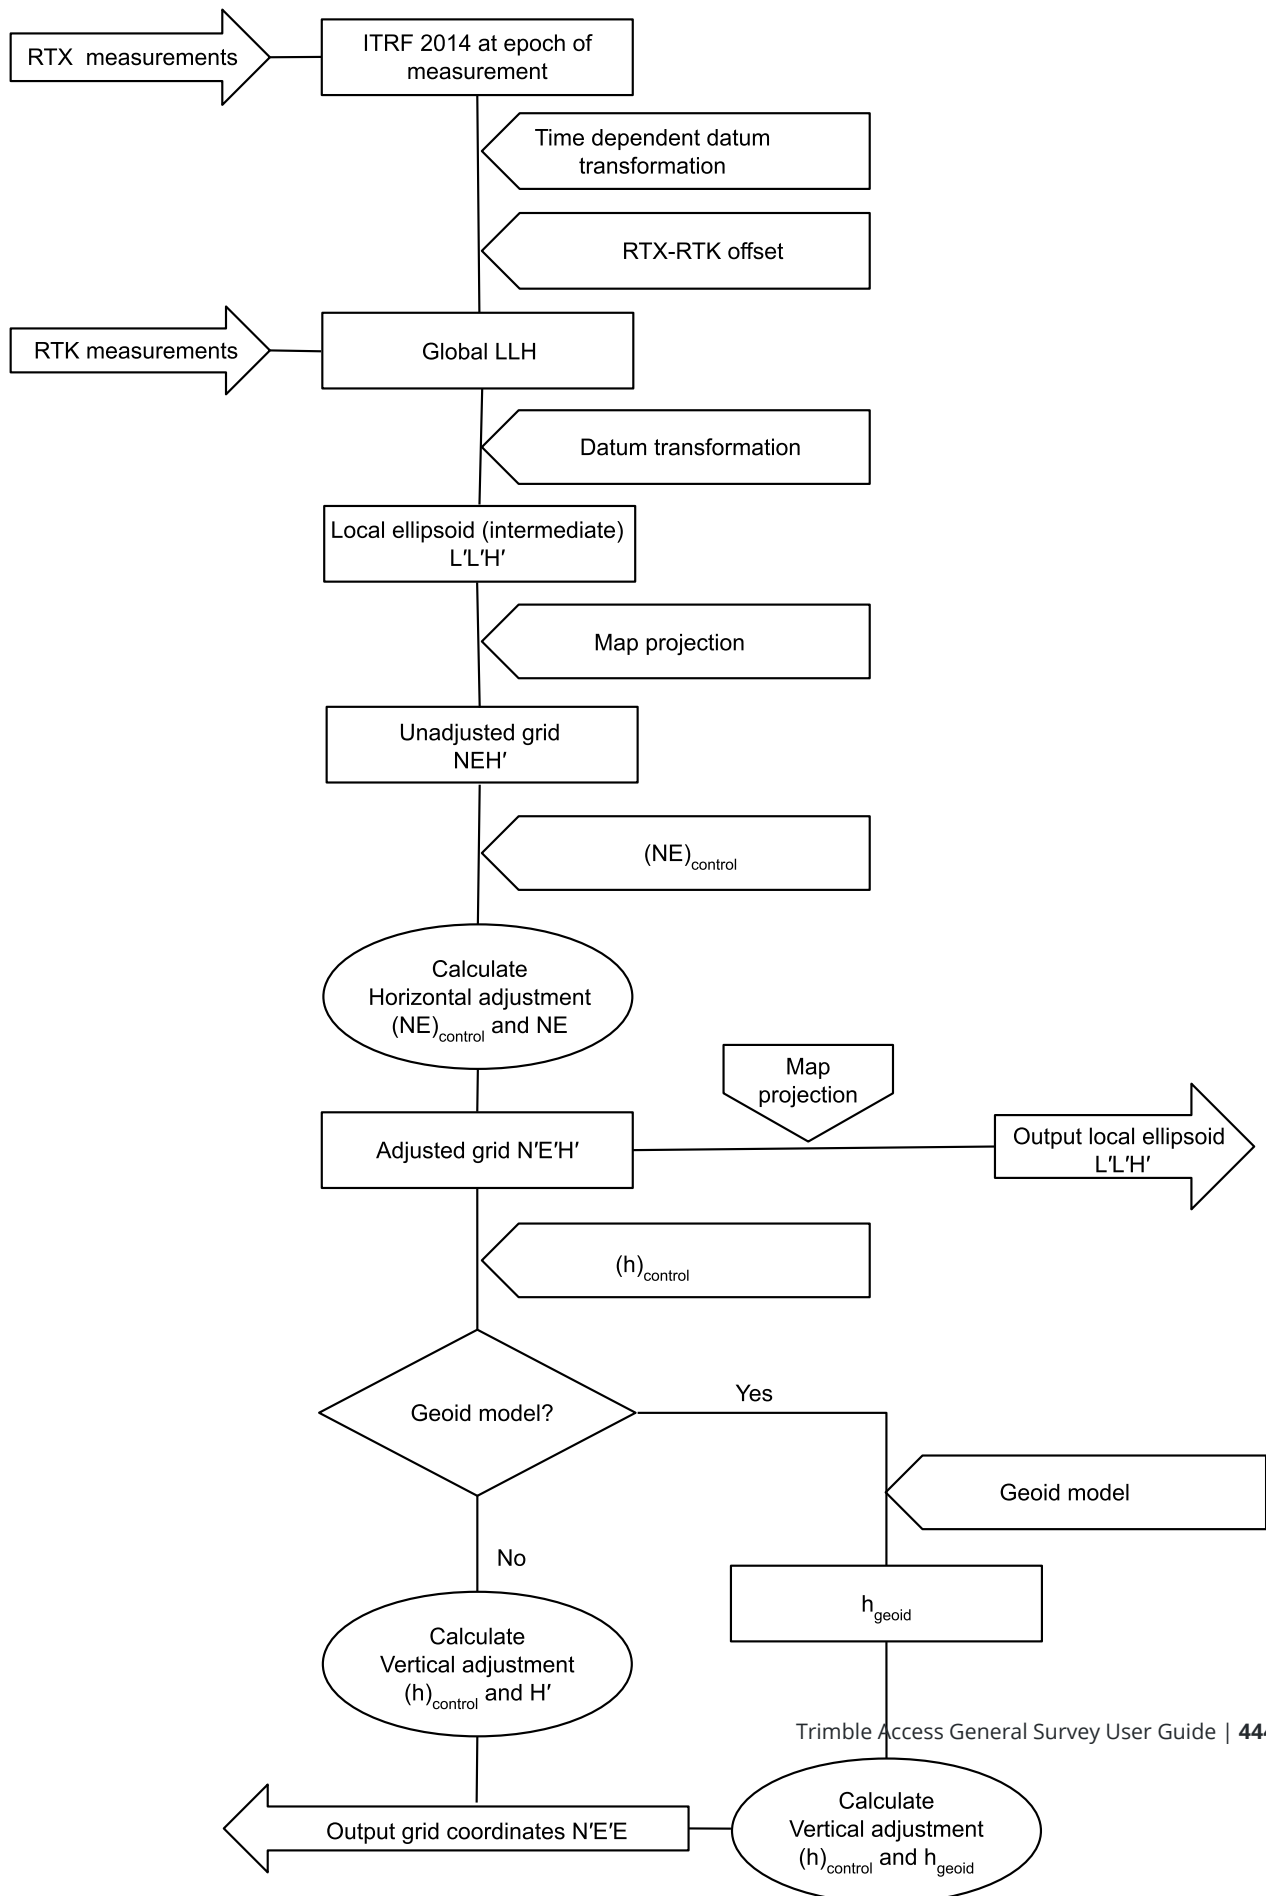 RTX  measurements
ITRF 2014 at epoch of
measurement
Time dependent datum
transformation
RTX-RTK offset
RTK measurements
Global LLH
Datum transformation
Local ellipsoid (intermediate)
L′L′H′
Map projection
Unadjusted grid
NEH′
(NE)control
Calculate
Horizontal adjustment
(NE)control and NE
Map
projection
Adjusted grid N′E′H′
Output local ellipsoid
L′L′H′
(h)control
Geoid model?
Yes
Geoid model
No
hgeoid
Calculate
Vertical adjustment
(h)control and H′
Trimble Access General Survey User Guide | 444
Calculate
Vertical adjustment
(h)control and hgeoid
Output grid coordinates N′E′E